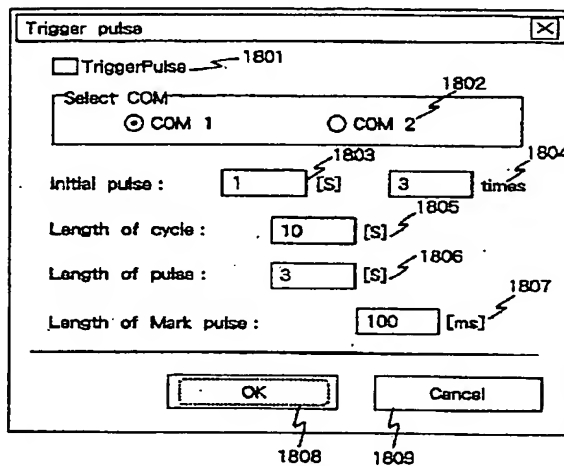 Trigger pulse
TriggerPulse 1801
Select COM
COM 1 COM 2 1802
1803 1804
Initial pulse : 1 [S] 3 times
1805
Length of cycle : 10 [S]
1806
Length of pulse : 3 [S]
1807
Length of Mark pulse : 100 [ms]
OK Cancel
1808 1809